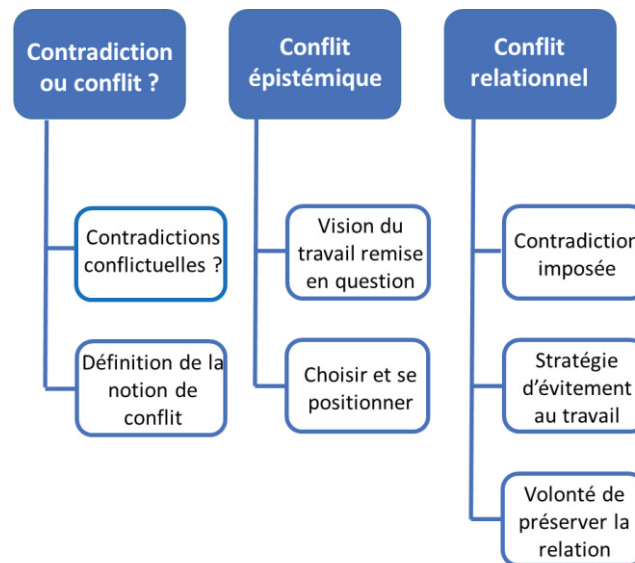 Contradiction
ou conflit ?
Contradictions
conflictuelles ?
Définition de la
notion de
conflit
Conflit
épistémique
Vision du
travail remise
en question
Choisir et se
positionner
Conflit
relationnel
Contradiction
imposée
Stratégie
d'évitement
au travail
Volonté de
préserver la
relation